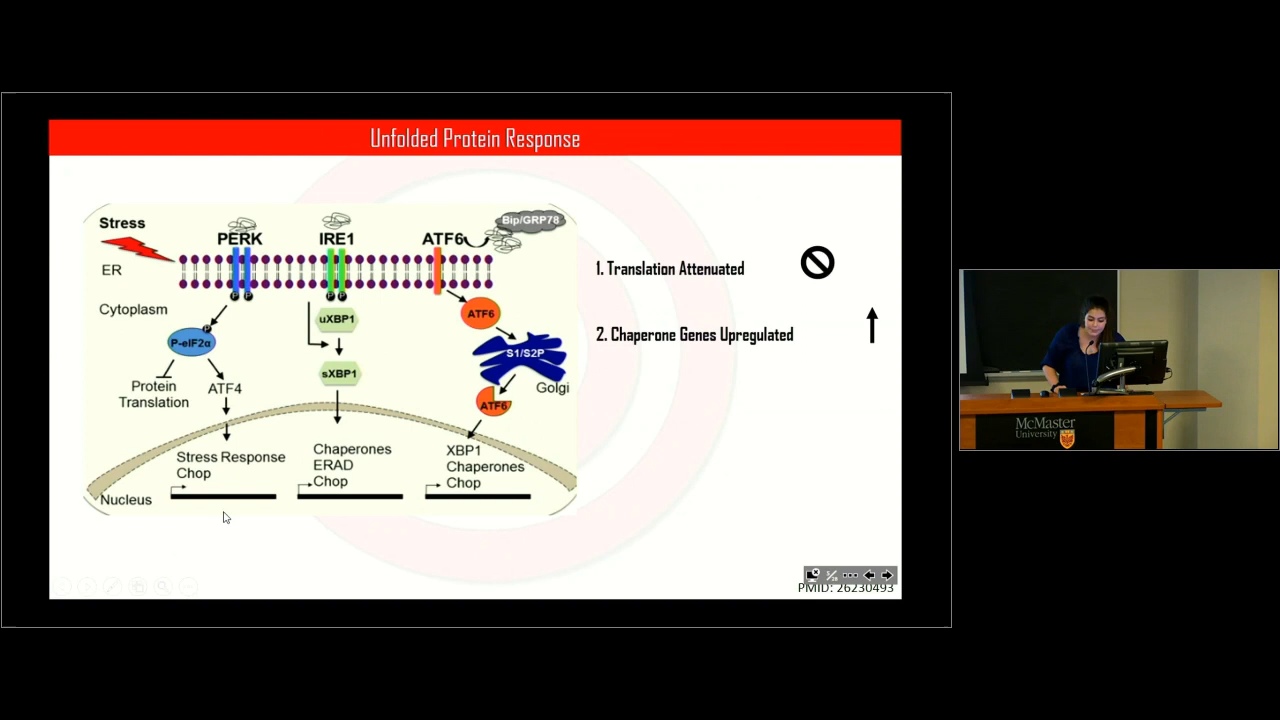 Unfolded Protein Response
Stress
PERK
IRE1
ATF6
Bip/GRP78
ER
P P
P P
Cytoplasm
uXBP1
ATF6
P
P-eIF2α
S1/S2P
sXBP1
Golgi
Protein
Translation
ATF4
ATF6
Stress Response
Chop
Chaperones
ERAD
Chop
XBP1
Chaperones
Chop
Nucleus
1. Translation Attenuated
2. Chaperone Genes Upregulated
PMID: 26230493
McMaster
University